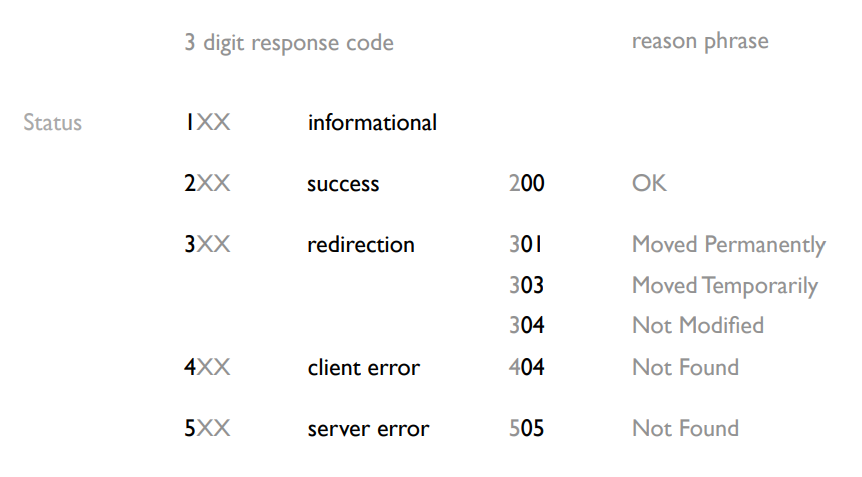 3 digit response code reason phrase
Status 1XX informational
2XX success 200 OK
3XX redirection 301 Moved Permanently
303 Moved Temporarily
304 Not Modified
4XX client error 404 Not Found
5XX server error 505 Not Found